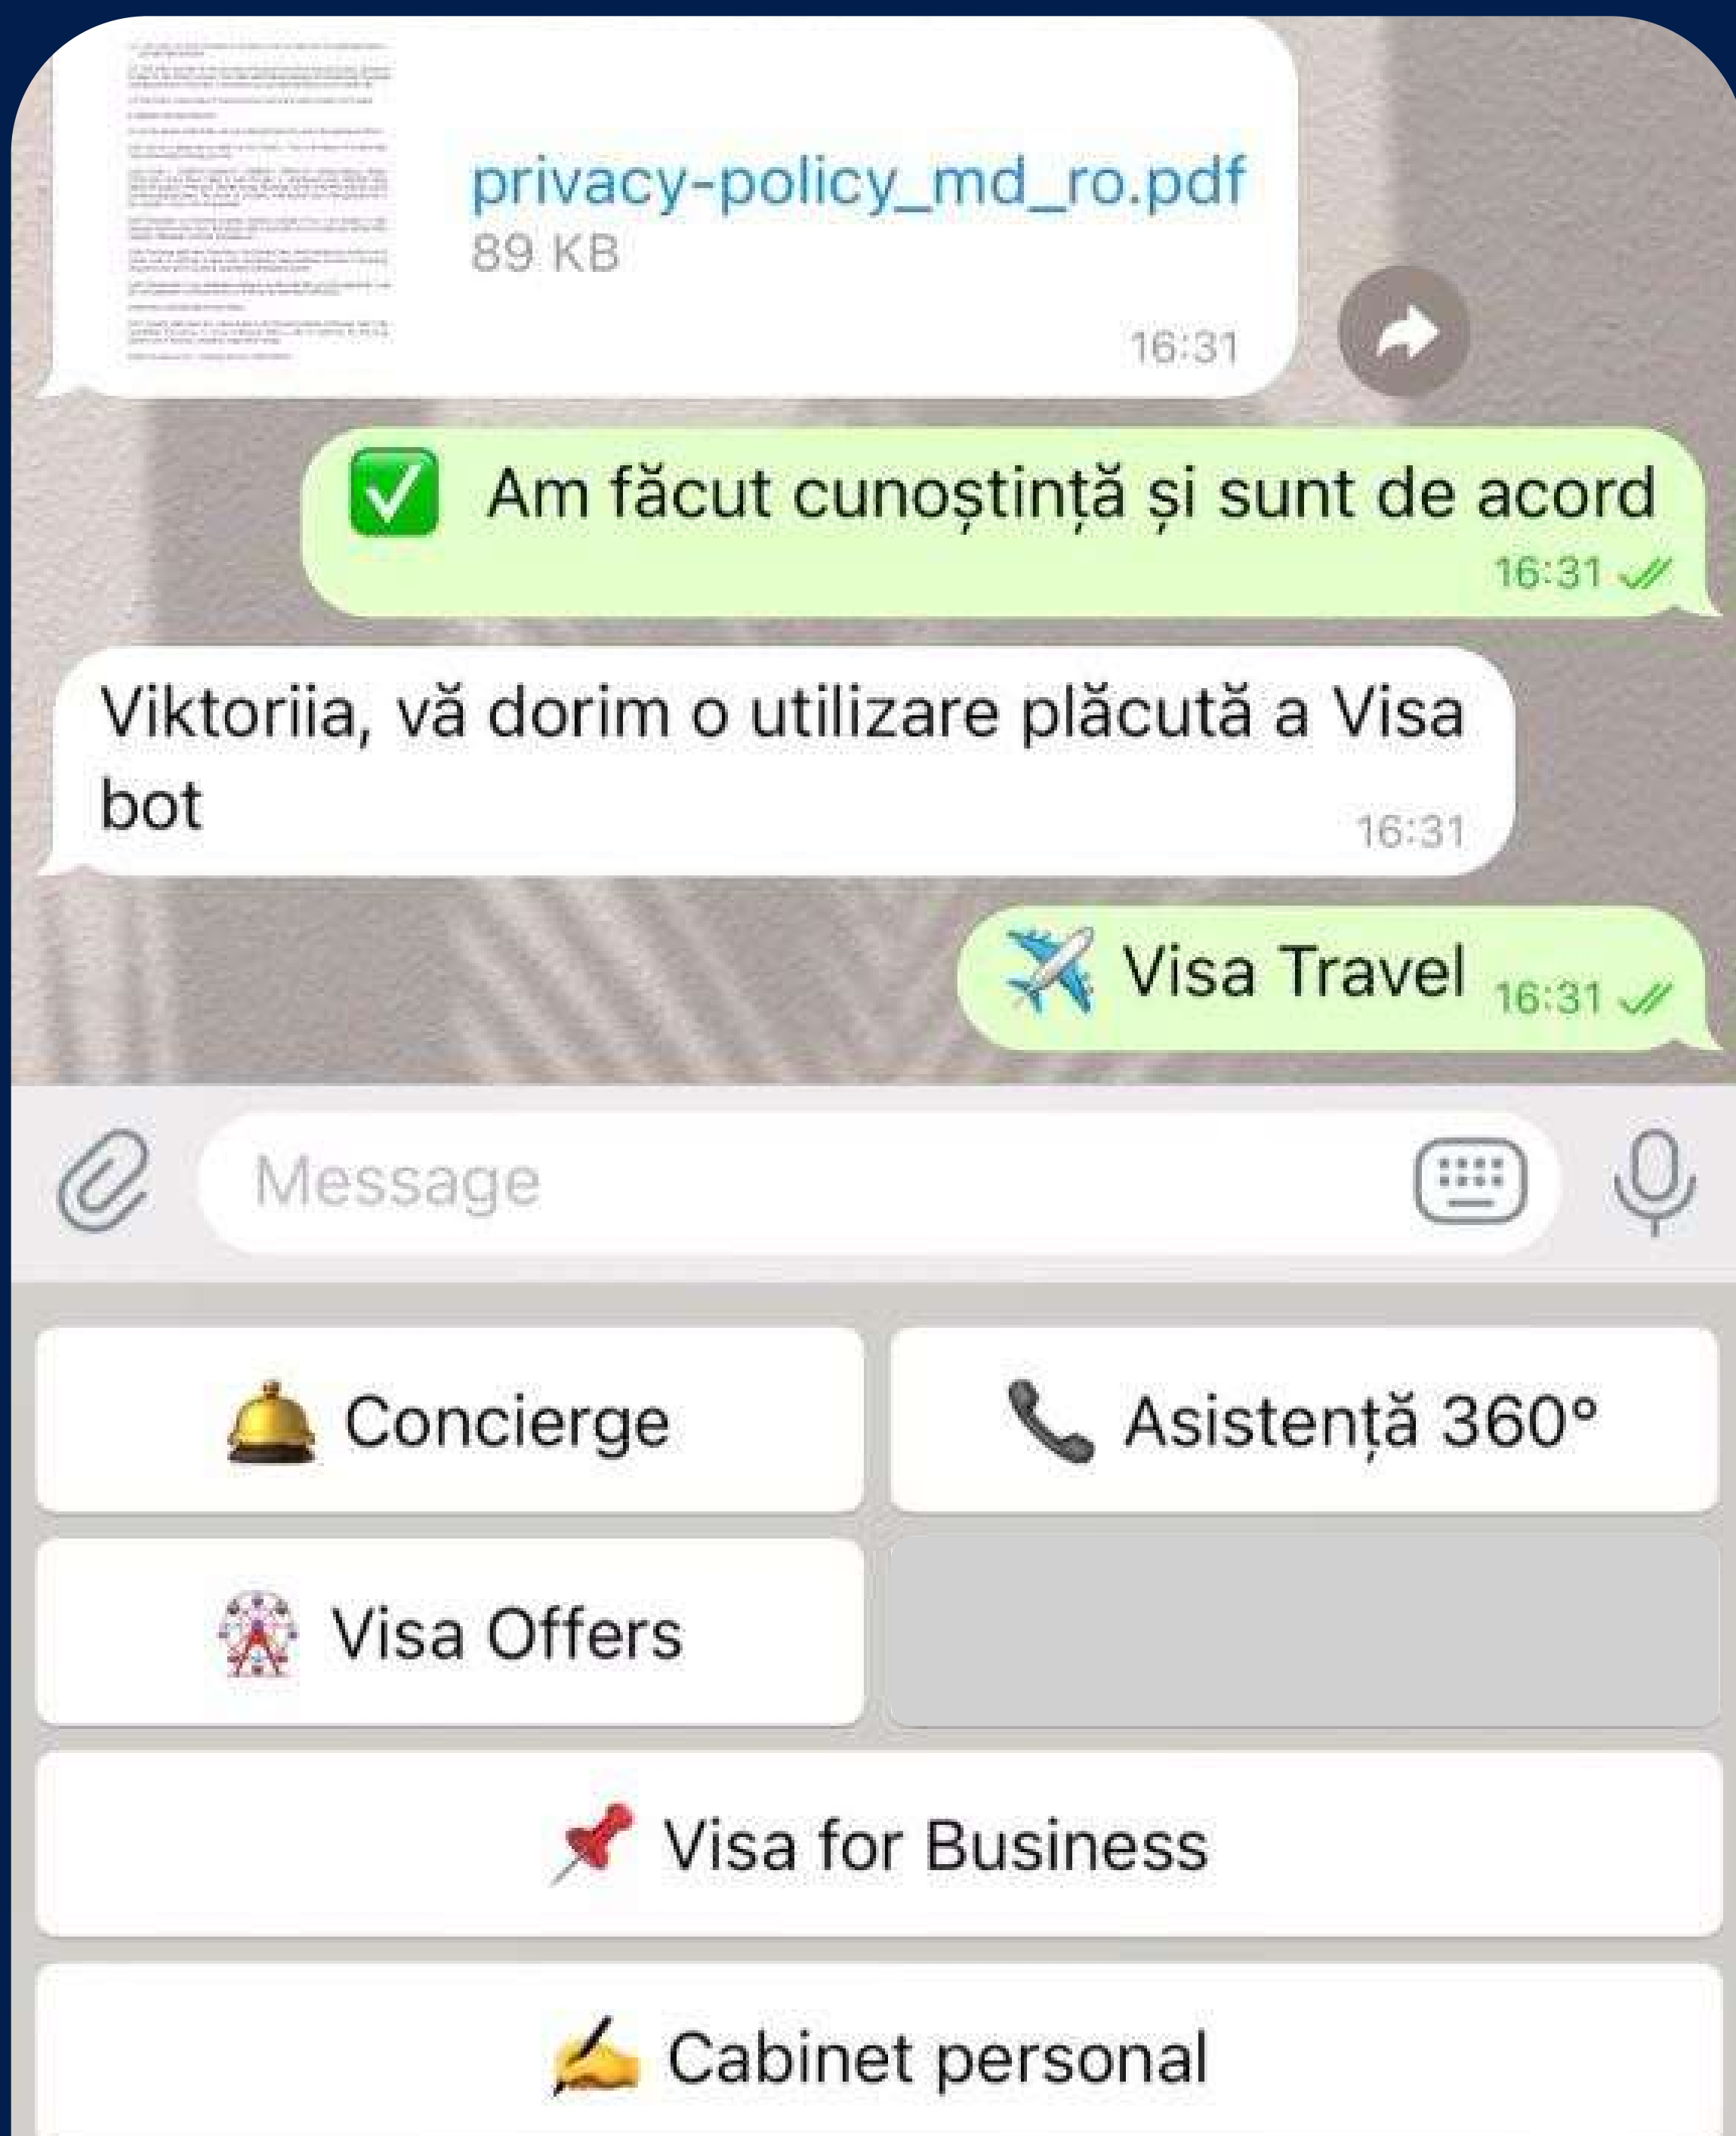 privacy-policy_md_ro.pdf
89 KB
16:31
✅ Am făcut cunoștință și sunt de acord
16:31
Viktoriia, vă dorim o utilizare plăcută a Visa
bot
16:31
✈️ Visa Travel 16:31
Message
🛎️ Concierge
📞 Asistență 360°
🎡 Visa Offers
📌 Visa for Business
✍️ Cabinet personal